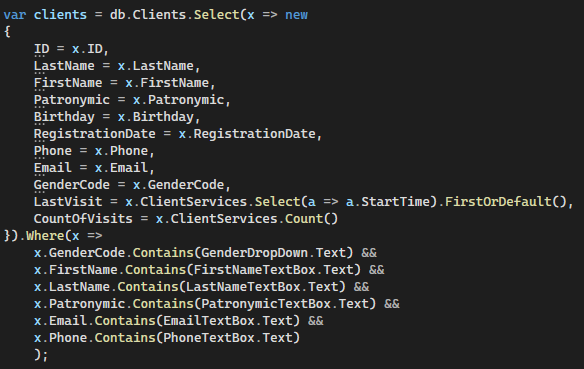 var clients = db.Clients.Select(x => new
{
    ID = x.ID,
    LastName = x.LastName,
    FirstName = x.FirstName,
    Patronymic = x.Patronymic,
    Birthday = x.Birthday,
    RegistrationDate = x.RegistrationDate,
    Phone = x.Phone,
    Email = x.Email,
    GenderCode = x.GenderCode,
    LastVisit = x.ClientServices.Select(a => a.StartTime).FirstOrDefault(),
    CountOfVisits = x.ClientServices.Count()
}).Where(x =>
    x.GenderCode.Contains(GenderDropDown.Text) &&
    x.FirstName.Contains(FirstNameTextBox.Text) &&
    x.LastName.Contains(LastNameTextBox.Text) &&
    x.Patronymic.Contains(PatronymicTextBox.Text) &&
    x.Email.Contains(EmailTextBox.Text) &&
    x.Phone.Contains(PhoneTextBox.Text)
    );